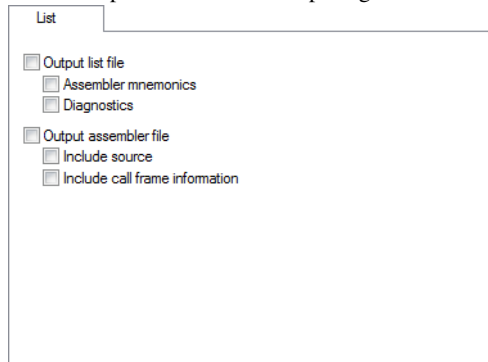 List
Output list file
Assembler mnemonics
Diagnostics
Output assembler file
Include source
Include call frame information